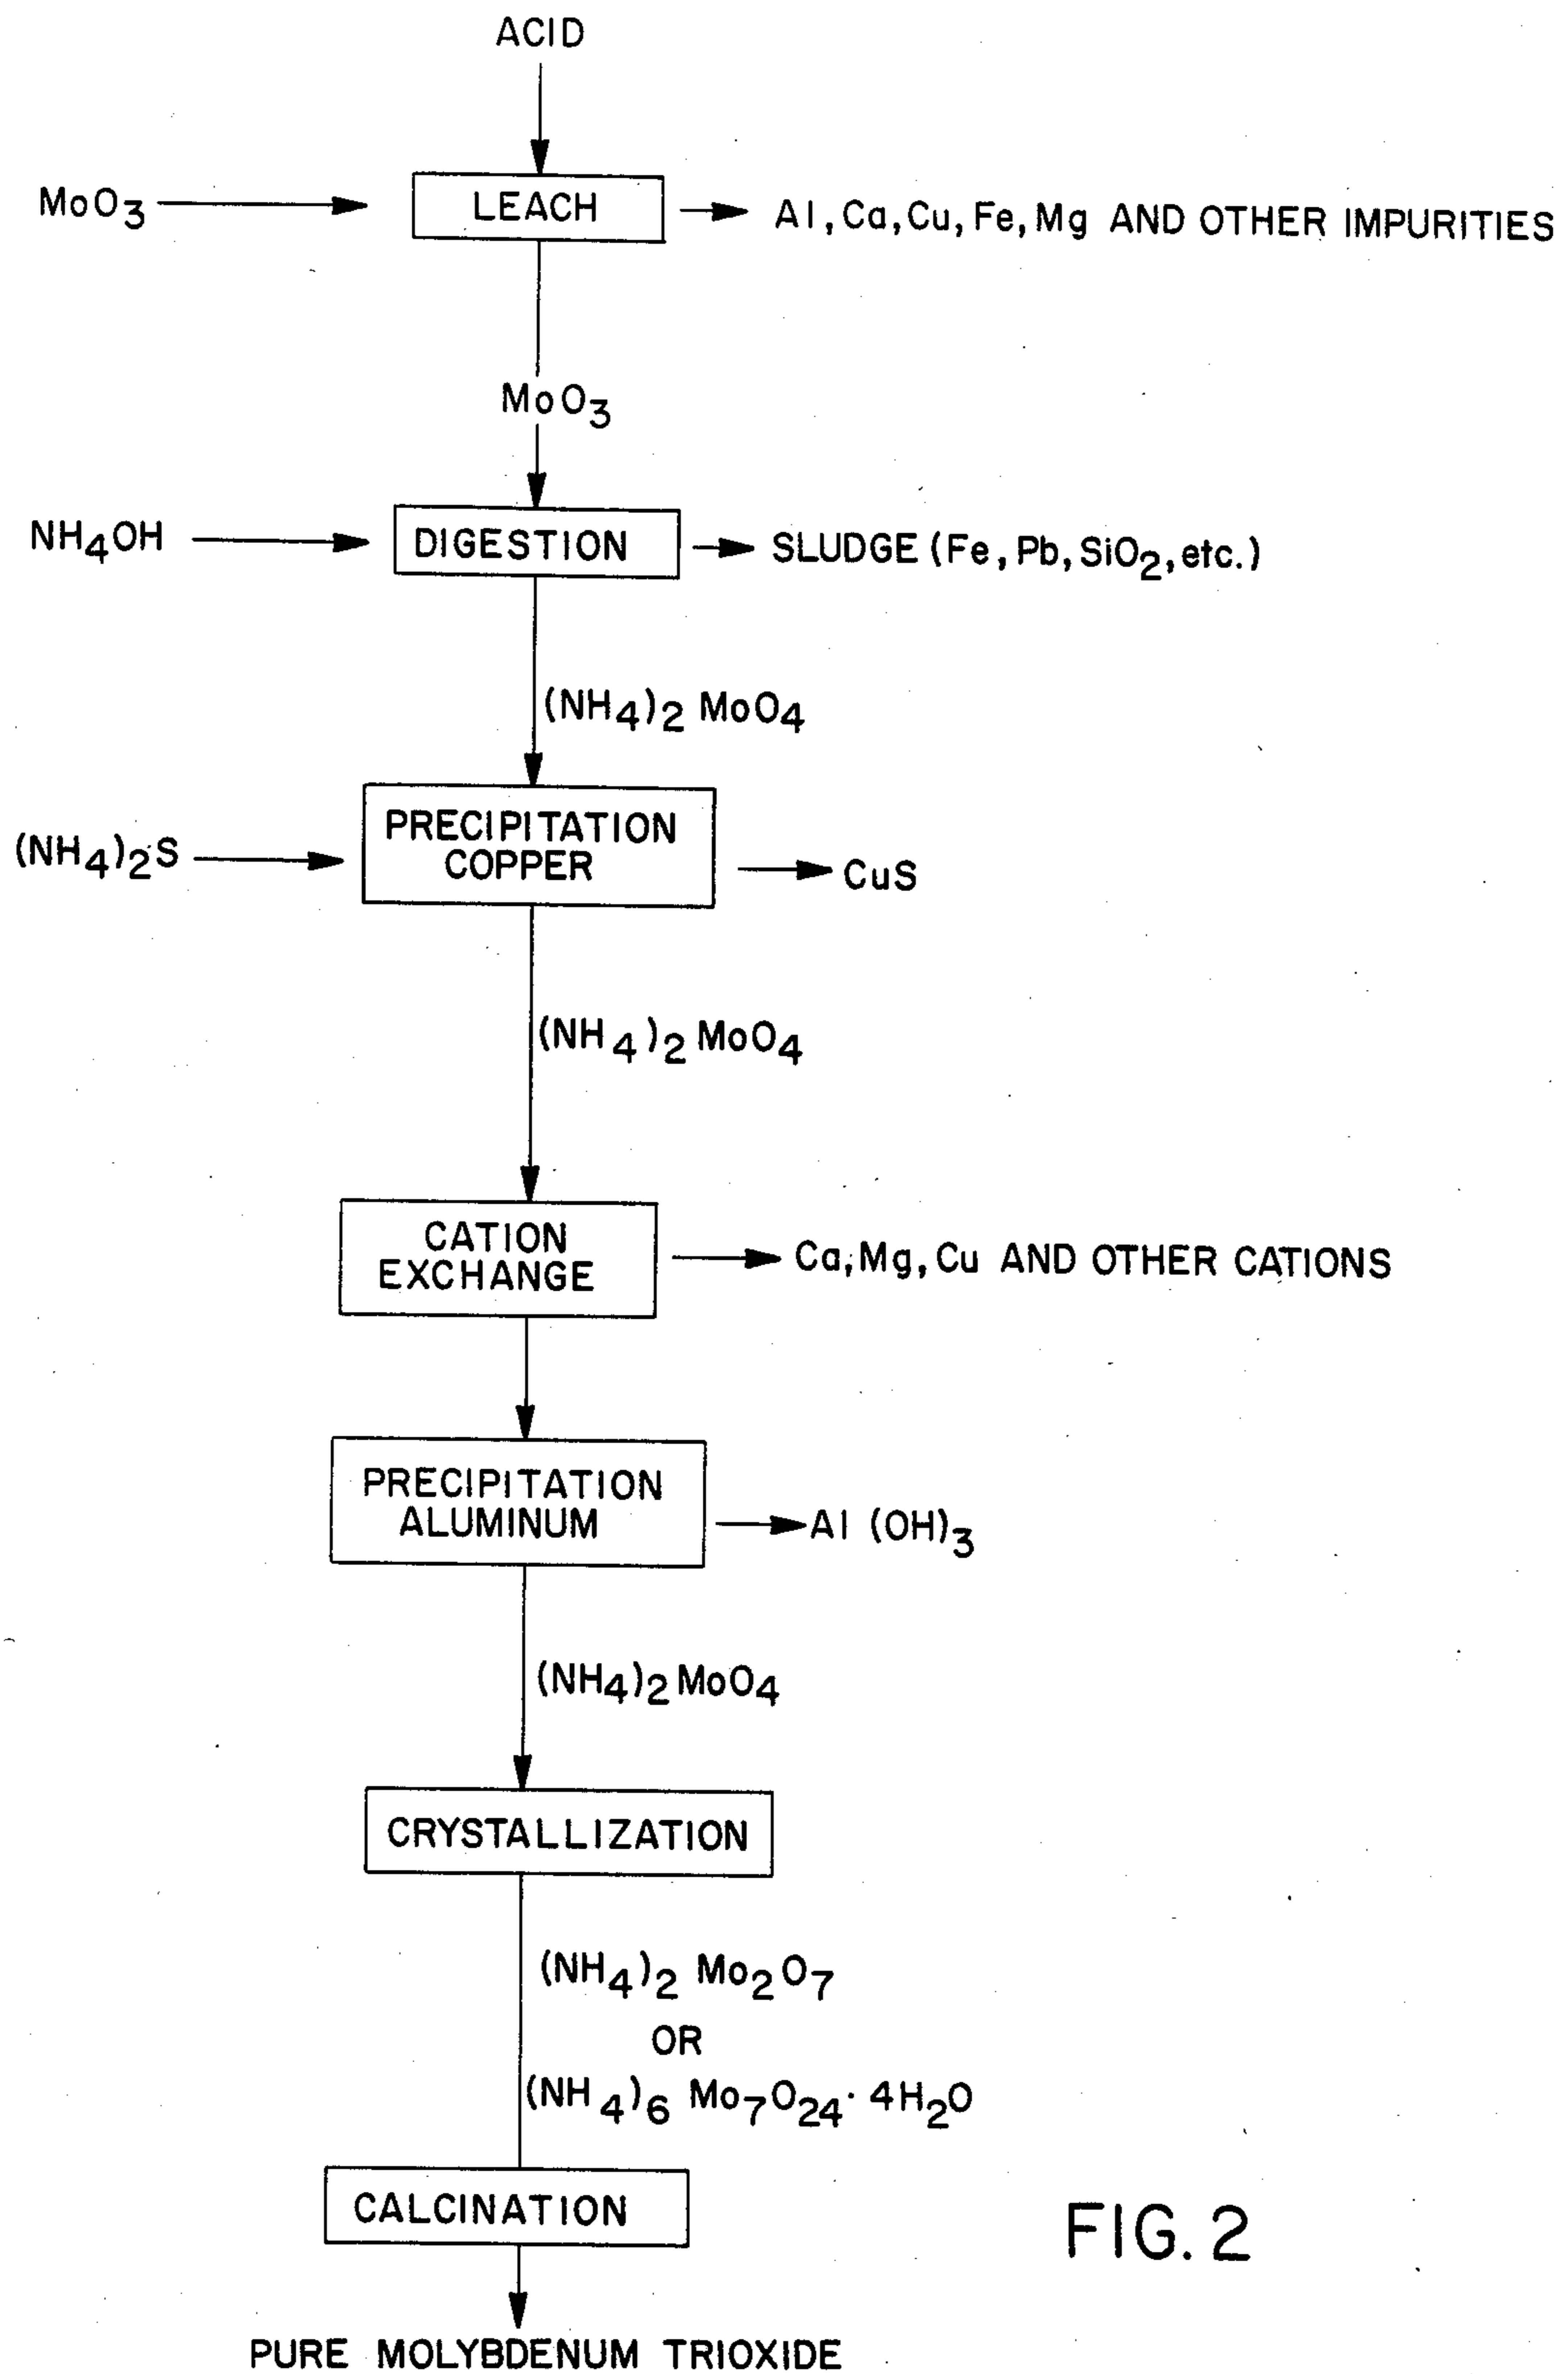 ACID
MoO3
LEACH
Al, Ca, Cu, Fe, Mg AND OTHER IMPURITIES
MoO3
NH4OH
DIGESTION
SLUDGE (Fe, Pb, SiO2, etc.)
(NH4)2 MoO4
(NH4)2S
PRECIPITATION
COPPER
CuS
(NH4)2 MoO4
CATION
EXCHANGE
Ca, Mg, Cu AND OTHER CATIONS
PRECIPITATION
ALUMINUM
Al (OH)3
(NH4)2 MoO4
CRYSTALLIZATION
(NH4)2 Mo2O7
OR
(NH4)6 Mo7O24 · 4H2O
CALCINATION
FIG. 2
PURE MOLYBDENUM TRIOXIDE